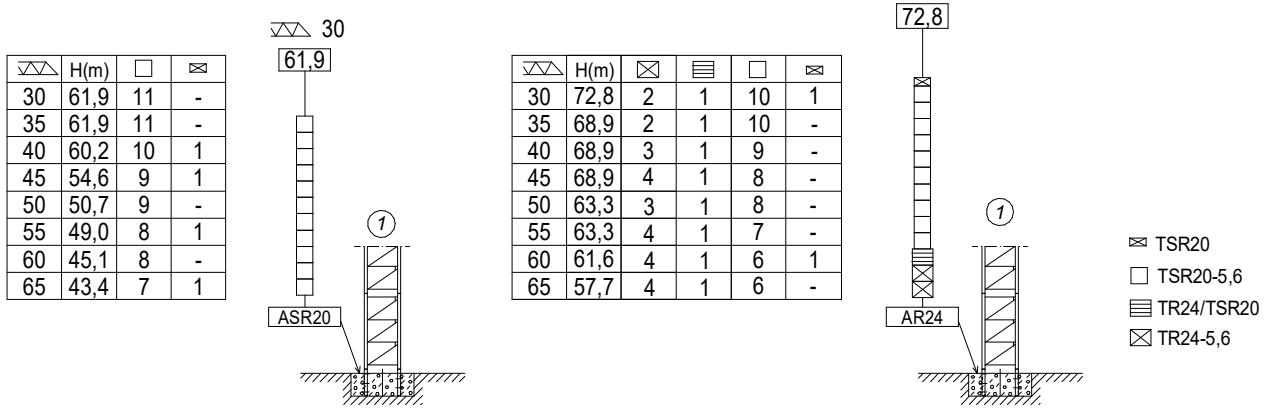 30
61,9
H(m)
30 61,9 11 -
35 61,9 11 -
40 60,2 10 1
45 54,6 9 1
50 50,7 9 -
55 49,0 8 1
60 45,1 8 -
65 43,4 7 1
1
ASR20
72,8
H(m)
30 72,8 2 1 10 1
35 68,9 2 1 10 -
40 68,9 3 1 9 -
45 68,9 4 1 8 -
50 63,3 3 1 8 -
55 63,3 4 1 7 -
60 61,6 4 1 6 1
65 57,7 4 1 6 -
1
AR24
TSR20
TSR20-5,6
TR24/TSR20
TR24-5,6